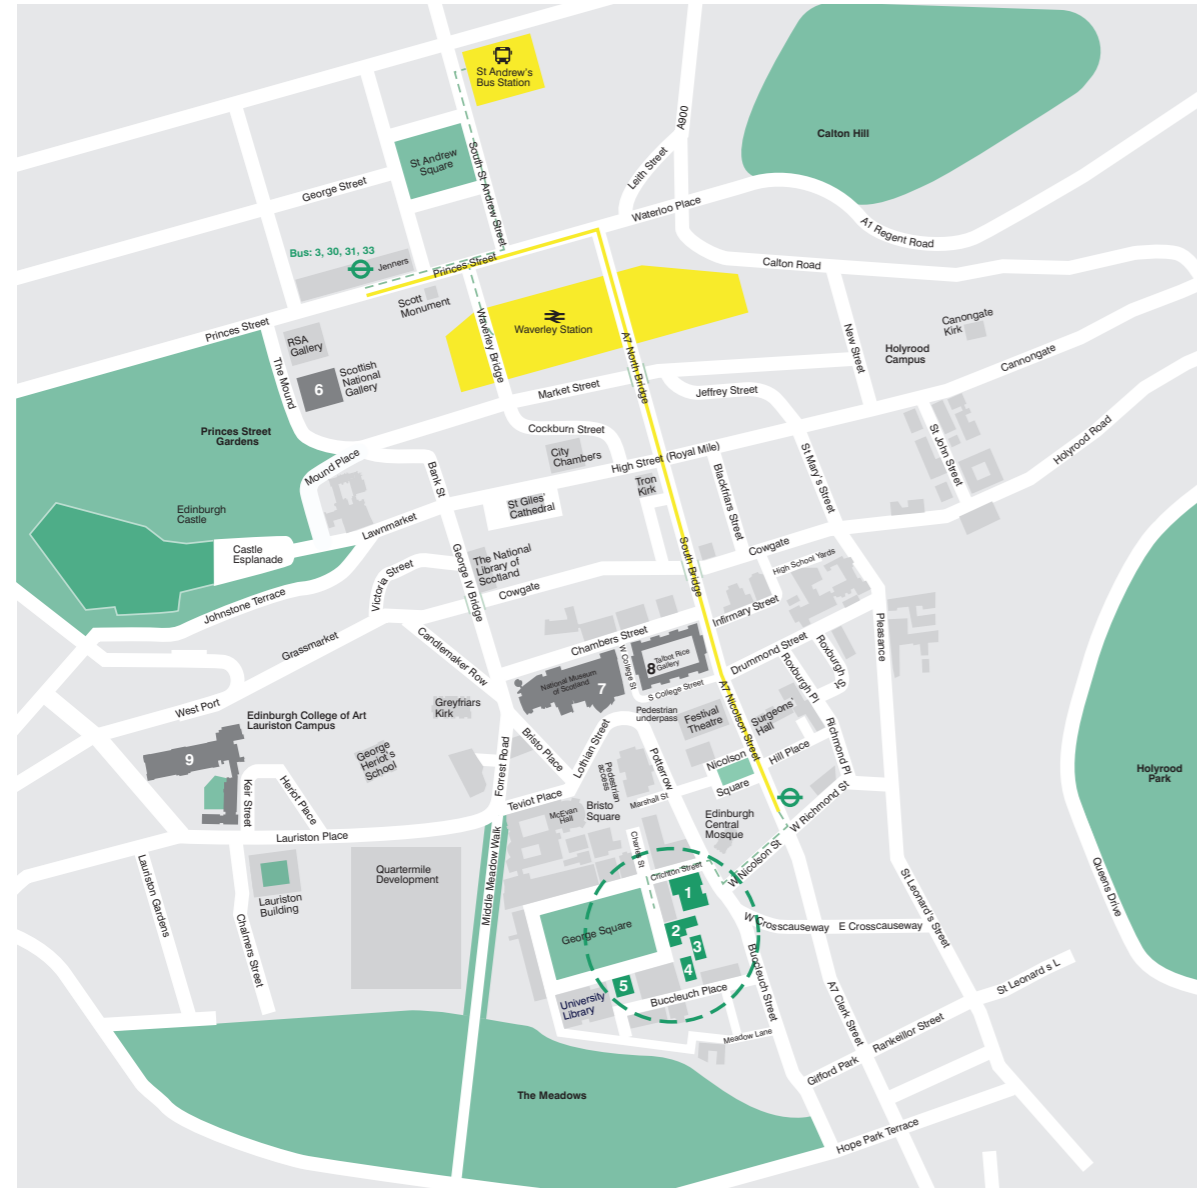 St Andrew's
Bus Station
A900
Calton Hill
St Andrew
Square
South St Andrew Street
Leith Street
George Street
Waterloo Place
A1 Regent Road
Bus: 3, 30, 31, 33
Jenners
Princes Street
Calton Road
Scott
Monument
Waverley Bridge
Waverley Station
A7 North Bridge
New Street
Canongate
Kirk
Princes Street
RSA
Gallery
The Mound
6
Scottish
National
Gallery
Holyrood
Campus
Cannongate
Market Street
Jeffrey Street
Princes Street
Gardens
Cockburn Street
City
Chambers
High Street (Royal Mile)
St Mary's Street
St John Street
Holyrood Road
Mound Place
Bank St
Tron
Kirk
Blackfriars Street
Edinburgh
Castle
St Giles'
Cathedral
Lawnmarket
Castle
Esplanade
George IV Bridge
The National
Library of
Scotland
South Bridge
Cowgate
High School Yards
Victoria Street
Cowgate
Johnstone Terrace
Infirmary Street
Pleasance
Grassmarket
Candlemaker Row
Chambers Street
W College St
8
Talbot Rice
Gallery
Drummond Street
Roxburgh St
Roxburgh Pl
National Museum
of Scotland
7
S College Street
A7 Nicolson Street
West Port
Edinburgh College of Art
Lauriston Campus
Greyfriars
Kirk
Pedestrian
underpass
Festival
Theatre
Surgeons'
Hall
Richmond Pl
9
George
Heriot's
School
Bristo Place
Lothian Street
Potterrow
Nicolson
Square
Hill Place
Holyrood
Park
Keir Street
Heriot Place
Forrest Road
Pedestrian
access
Teviot Place
McEwan
Hall
Bristo
Square
Marshall St
Edinburgh
Central
Mosque
W Richmond St
Lauriston Place
Charles St
W Nicolson St
Lauriston Gardens
Quartermile
Development
Middle Meadow Walk
Crichton Street
1
St Leonard's Street
Queens Drive
Lauriston
Building
Chalmers Street
George Square
2
3
4
5
W Crosscauseway
E Crosscauseway
Buccleuch Street
University
Library
Buccleuch Place
A7 Clerk Street
St Leonard s L
Meadow Lane
Rankeillor Street
Gifford Park
The Meadows
Hope Park Terrace